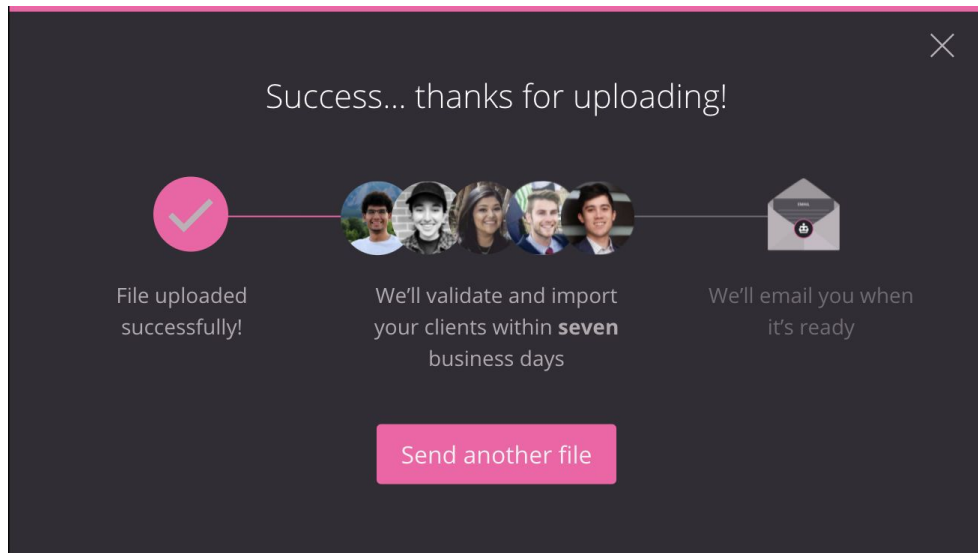 Success... thanks for uploading!
File uploaded
successfully!
We'll validate and import
your clients within seven
business days
EMAIL
We'll email you when
it's ready
Send another file